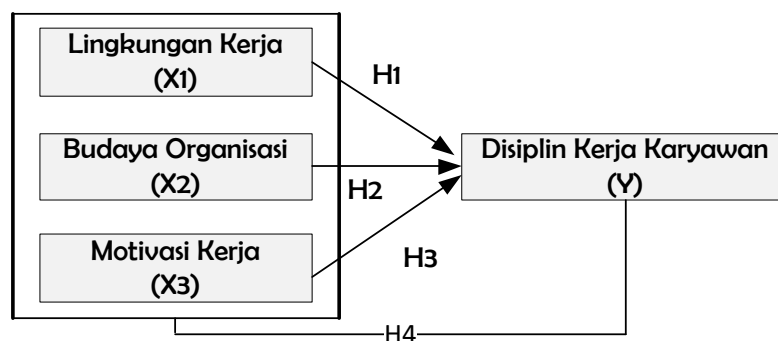 Lingkungan Kerja
(X1)
H1
Budaya Organisasi
(X2)
H2
Disiplin Kerja Karyawan
(Y)
Motivasi Kerja
(X3)
H3
H4